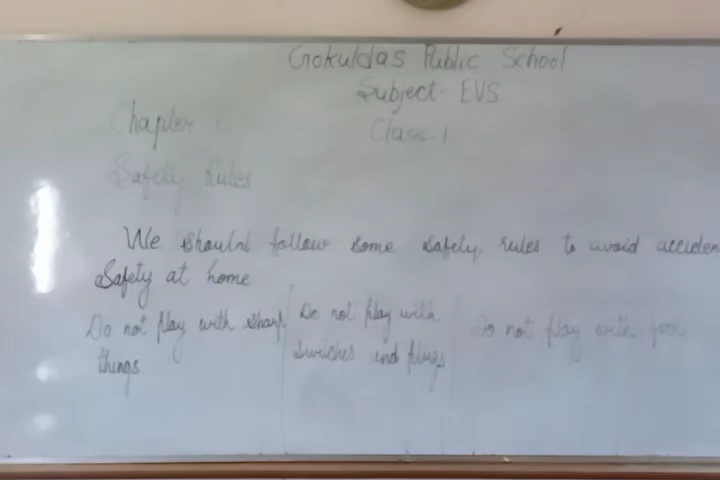 Gokuldas Public School
Subject- EVS
Class-1
Chapter
Safety Rules
We should follow some safety rules to avoid acciden
Safety at home
Do not play with sharp
things
Do not play with
Swiches and plugs
Do not play with fire